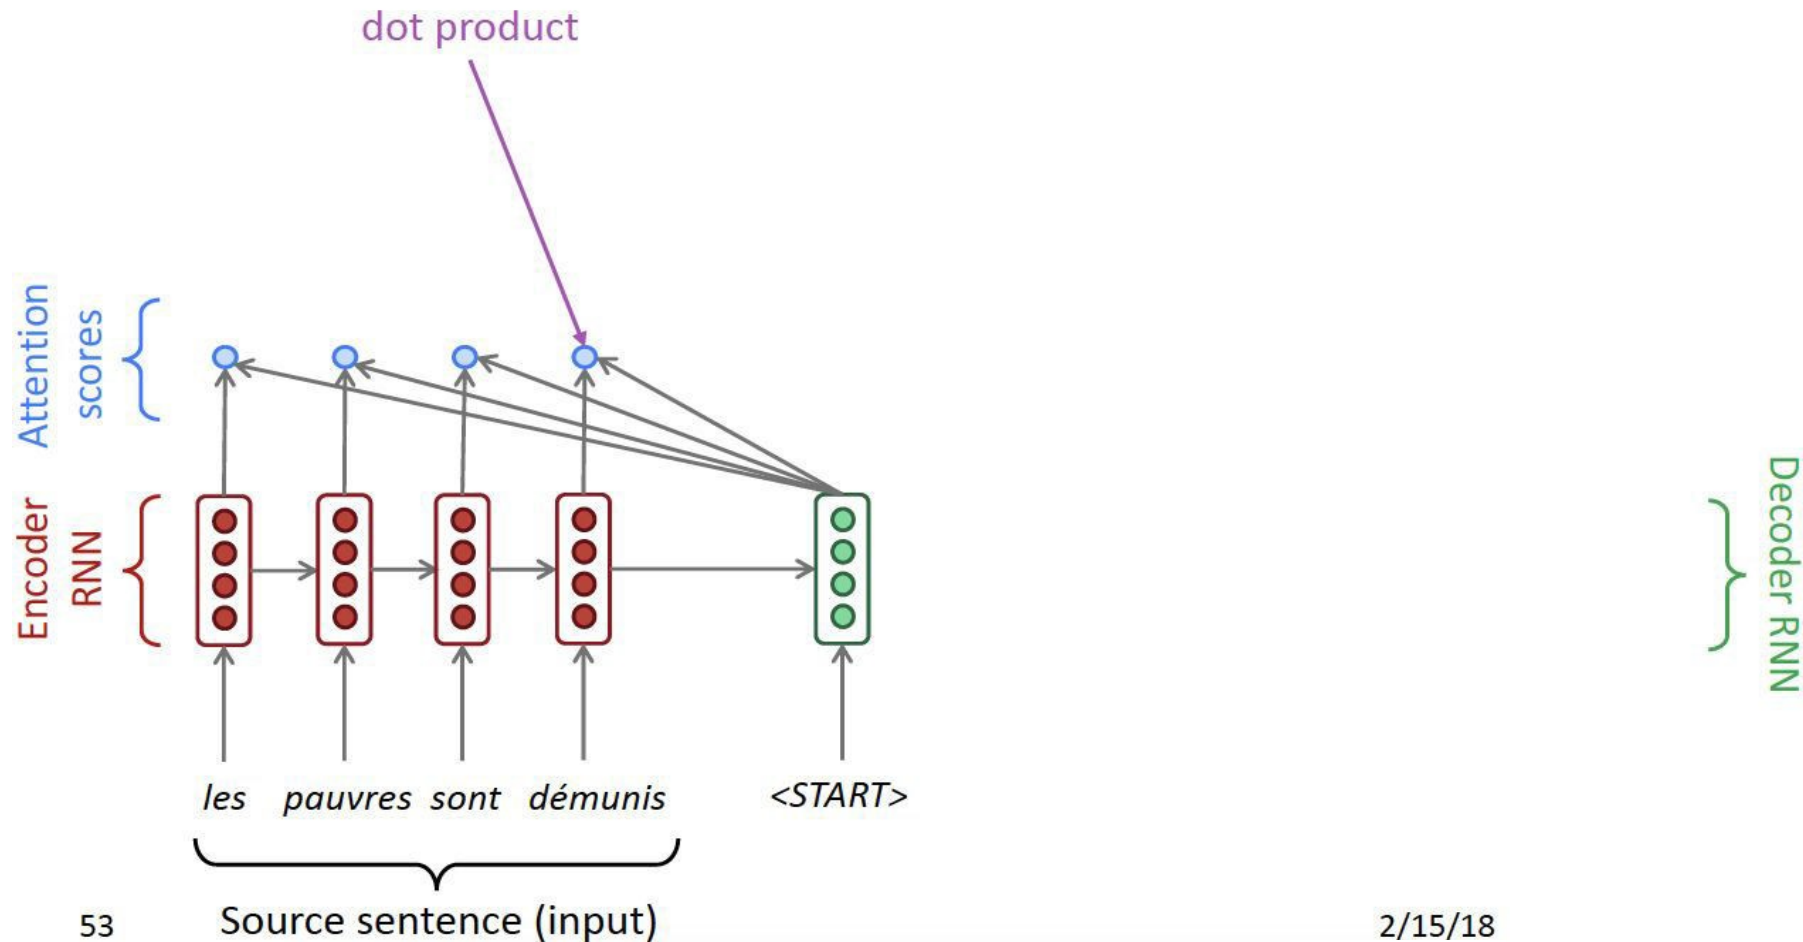 dot product
Attention
scores
Encoder
RNN
Decoder RNN
les pauvres sont démunis <START>
Source sentence (input)
53
2/15/18